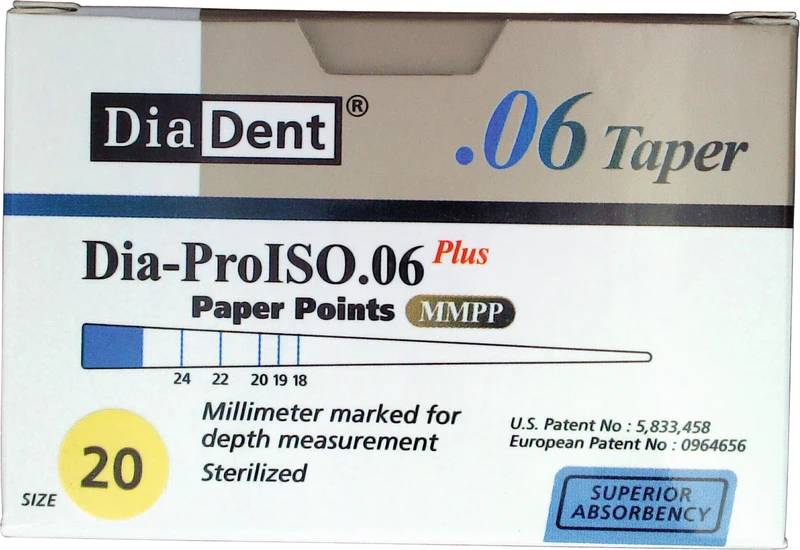 DiaDent®
.06 Taper
Dia-ProISO.06 Plus
Paper Points MMPP
24 22 20 19 18
Millimeter marked for
depth measurement
Sterilized
U.S. Patent No : 5,833,458
European Patent No : 0964656
SIZE 20
SUPERIOR
ABSORBENCY